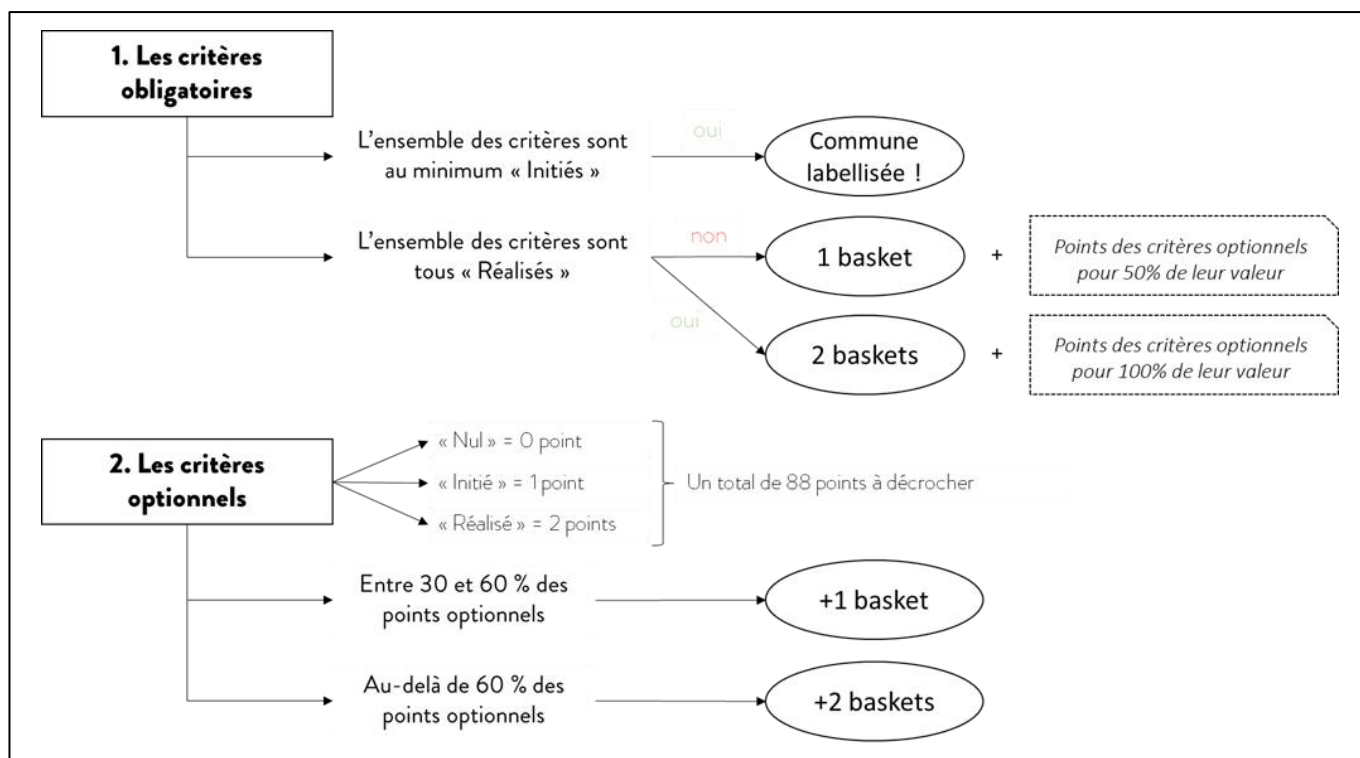 1. Les critères
obligatoires
L'ensemble des critères sont
au minimum « Initiés »
oui
Commune
labellisée !
L'ensemble des critères sont
tous « Réalisés »
non
1 basket
+
Points des critères optionnels
pour 50% de leur valeur
oui
2 baskets
+
Points des critères optionnels
pour 100% de leur valeur
2. Les critères
optionnels
« Nul » = 0 point
« Initié » = 1 point
« Réalisé » = 2 points
Un total de 88 points à décrocher
Entre 30 et 60 % des
points optionnels
+1 basket
Au-delà de 60 % des
points optionnels
+2 baskets